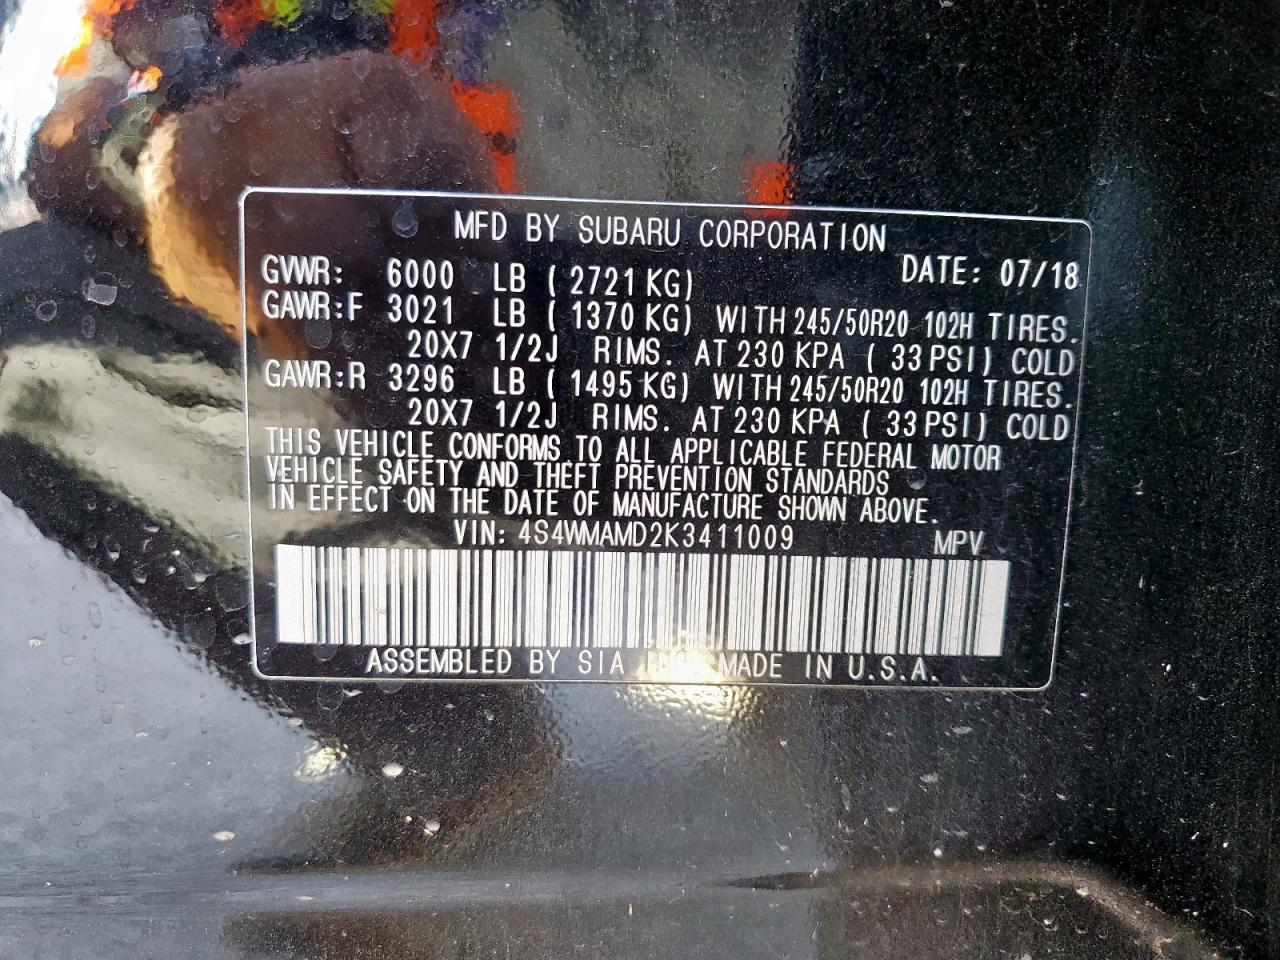 MFD BY SUBARU CORPORATION
GVWR: 6000 LB ( 2721 KG) DATE: 07/18
GAWR:F 3021 LB ( 1370 KG) WITH 245/50R20 102H TIRES.
20X7 1/2J RIMS. AT 230 KPA ( 33 PSI) COLD
GAWR:R 3296 LB ( 1495 KG) WITH 245/50R20 102H TIRES.
20X7 1/2J RIMS. AT 230 KPA ( 33 PSI) COLD
THIS VEHICLE CONFORMS TO ALL APPLICABLE FEDERAL MOTOR
VEHICLE SAFETY AND THEFT PREVENTION STANDARDS
IN EFFECT ON THE DATE OF MANUFACTURE SHOWN ABOVE.
VIN: 4S4WMAMD2K3411009 MPV
ASSEMBLED BY SIA INC. MADE IN U.S.A.